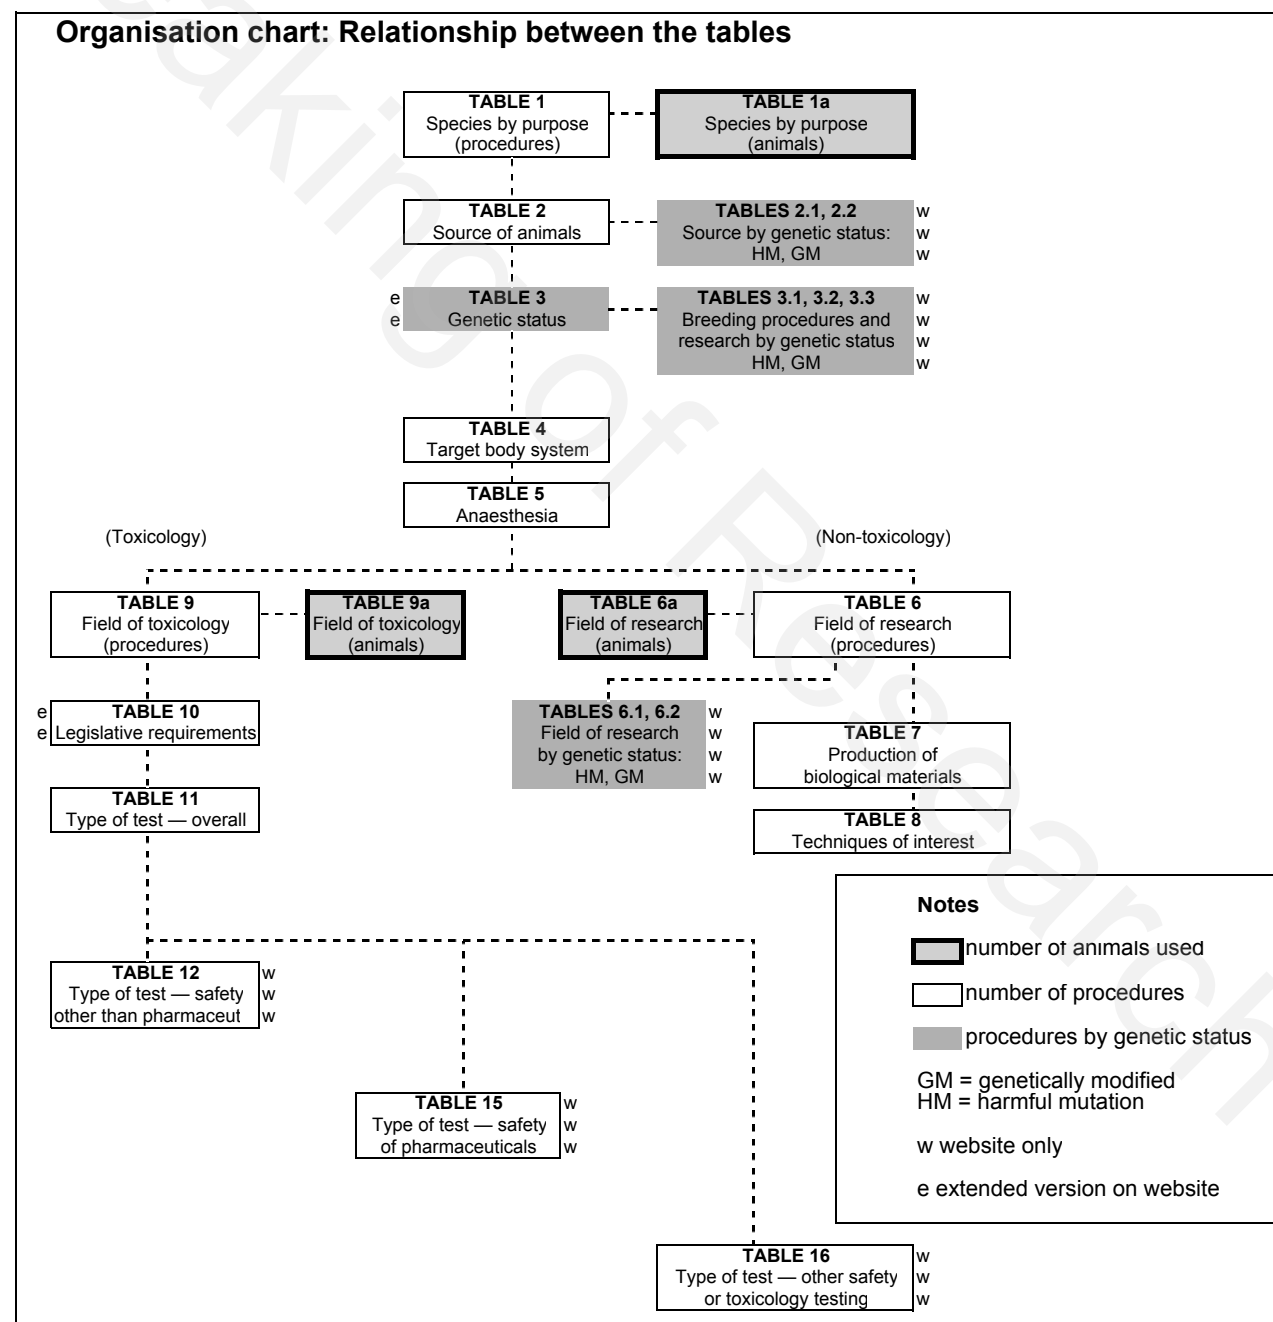 Organisation chart: Relationship between the tables
TABLE 1
Species by purpose
(procedures)
TABLE 1a
Species by purpose
(animals)
TABLE 2
Source of animals
TABLES 2.1, 2.2
Source by genetic status:
HM, GM
w
w
w
e
e
TABLE 3
Genetic status
TABLES 3.1, 3.2, 3.3
Breeding procedures and
research by genetic status
HM, GM
w
w
w
w
TABLE 4
Target body system
TABLE 5
Anaesthesia
(Toxicology)
(Non-toxicology)
TABLE 9
Field of toxicology
(procedures)
TABLE 9a
Field of toxicology
(animals)
TABLE 6a
Field of research
(animals)
TABLE 6
Field of research
(procedures)
e
e
TABLE 10
Legislative requirements
TABLES 6.1, 6.2
Field of research
by genetic status:
HM, GM
w
w
w
w
TABLE 7
Production of
biological materials
TABLE 11
Type of test — overall
TABLE 8
Techniques of interest
TABLE 12
Type of test — safety
other than pharmaceut
w
w
w
TABLE 15
Type of test — safety
of pharmaceuticals
w
w
w
TABLE 16
Type of test — other safety
or toxicology testing
w
w
w
Notes
number of animals used
number of procedures
procedures by genetic status
GM = genetically modified
HM = harmful mutation
w website only
e extended version on website
aking of Research